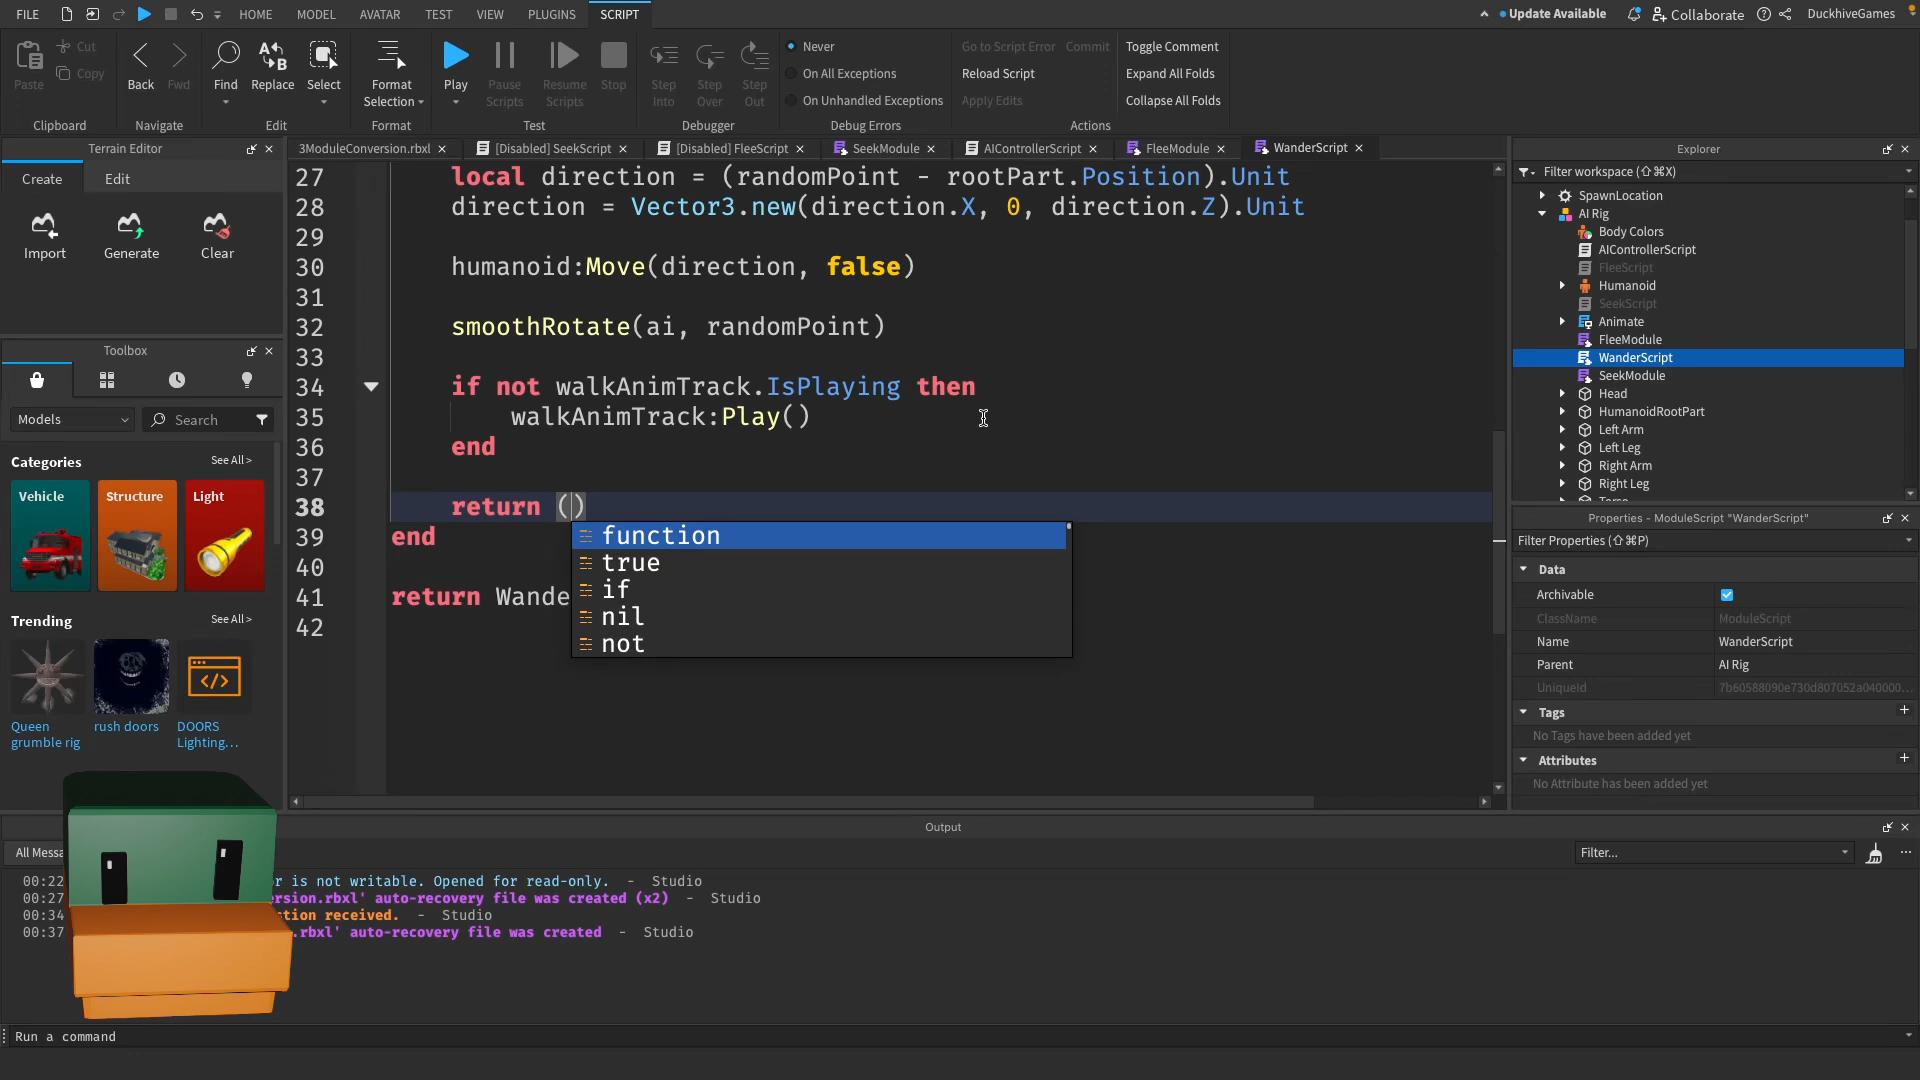 FILE HOME MODEL AVATAR TEST VIEW PLUGINS SCRIPT Update Available Collaborate DuckhiveGames
Paste Cut Copy Back Fwd Find Replace Select Format Selection Play Pause Scripts Resume Scripts Stop Step Into Step Over Step Out
Never
On All Exceptions
On Unhandled Exceptions
Go to Script Error Commit Toggle Comment
Reload Script Expand All Folds
Apply Edits Collapse All Folds
Clipboard Navigate Edit Format Test Debugger Debug Errors Actions
Terrain Editor
Create Edit
Import Generate Clear
Toolbox
Models Search
Categories See All >
Vehicle Structure Light
Trending See All >
Queen grumble rig
rush doors
DOORS Lighting...
3ModuleConversion.rbxl [Disabled] SeekScript [Disabled] FleeScript SeekModule AIControllerScript FleeModule WanderScript
27 local direction = (randomPoint - rootPart.Position).Unit
28 direction = Vector3.new(direction.X, 0, direction.Z).Unit
29
30 humanoid:Move(direction, false)
31
32 smoothRotate(ai, randomPoint)
33
34 if not walkAnimTrack.IsPlaying then
35 walkAnimTrack:Play()
36 end
37
38 return ()
39 end
40
41 return Wande
42
function
true
if
nil
not
Explorer
Filter workspace (⇧⌘X)
SpawnLocation
AI Rig
Body Colors
AIControllerScript
FleeScript
Humanoid
SeekScript
Animate
FleeModule
WanderScript
SeekModule
Head
HumanoidRootPart
Left Arm
Left Leg
Right Arm
Right Leg
Properties - ModuleScript "WanderScript"
Filter Properties (⇧⌘P)
Data
Archivable
ClassName ModuleScript
Name WanderScript
Parent AI Rig
UniqueId 7b60588090e730d807052a040000...
Tags
No Tags have been added yet
Attributes
No Attribute has been added yet
Output
All Messa Filter...
00:22 r is not writable. Opened for read-only. - Studio
00:27 ersion.rbxl' auto-recovery file was created (x2) - Studio
00:34 tion received. - Studio
00:37 .rbxl' auto-recovery file was created - Studio
Run a command